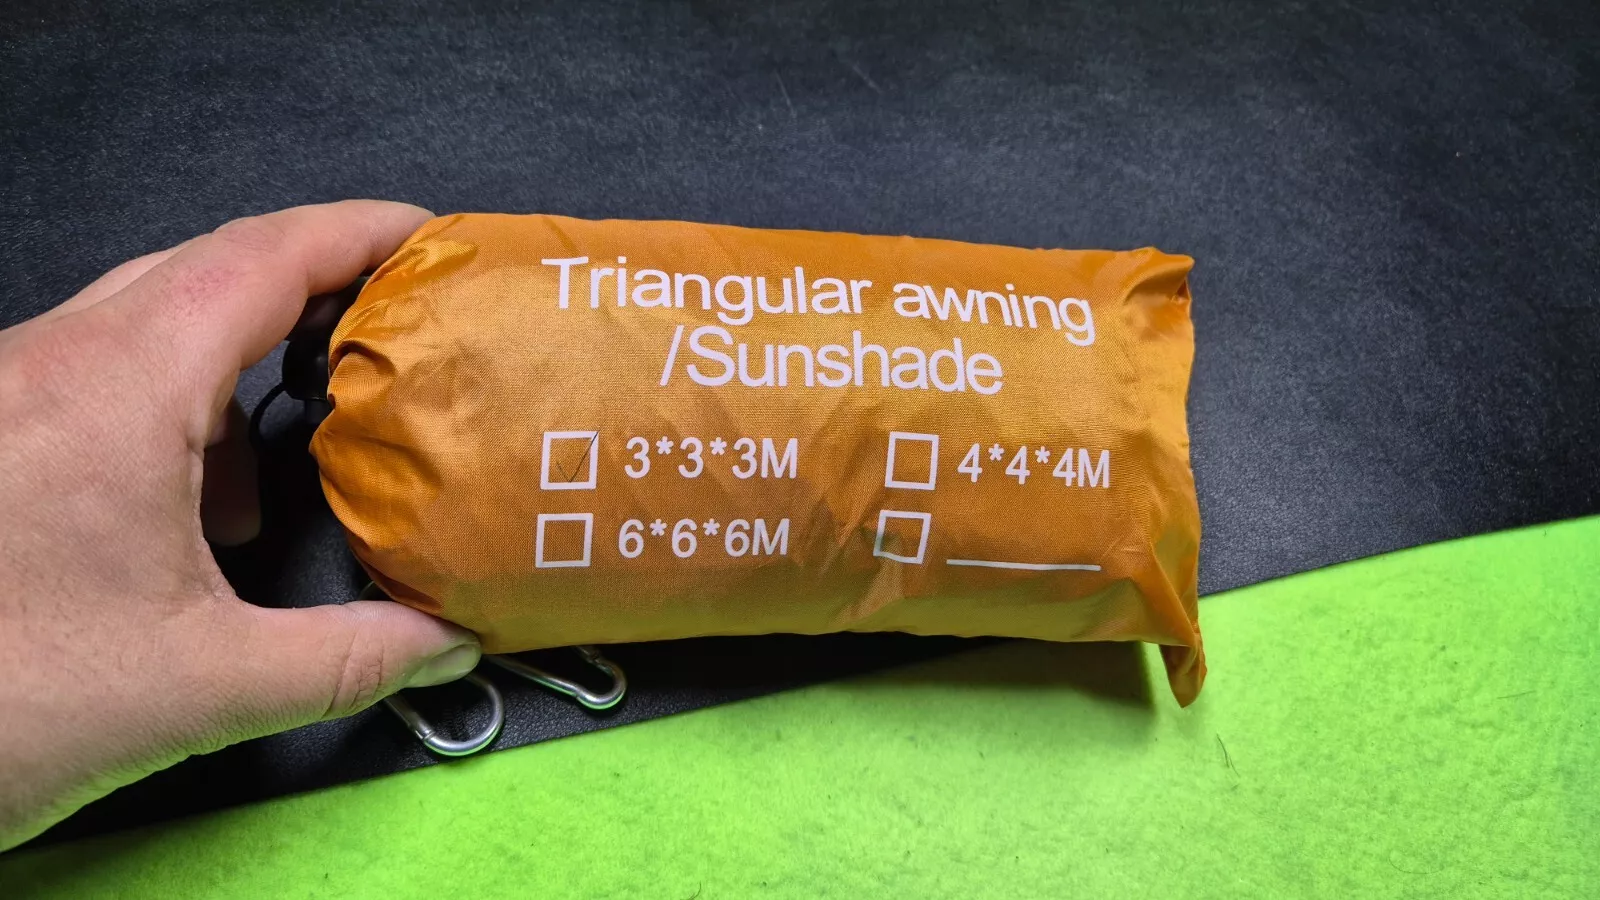 Triangular awning
/Sunshade
3*3*3M 4*4*4M
6*6*6M